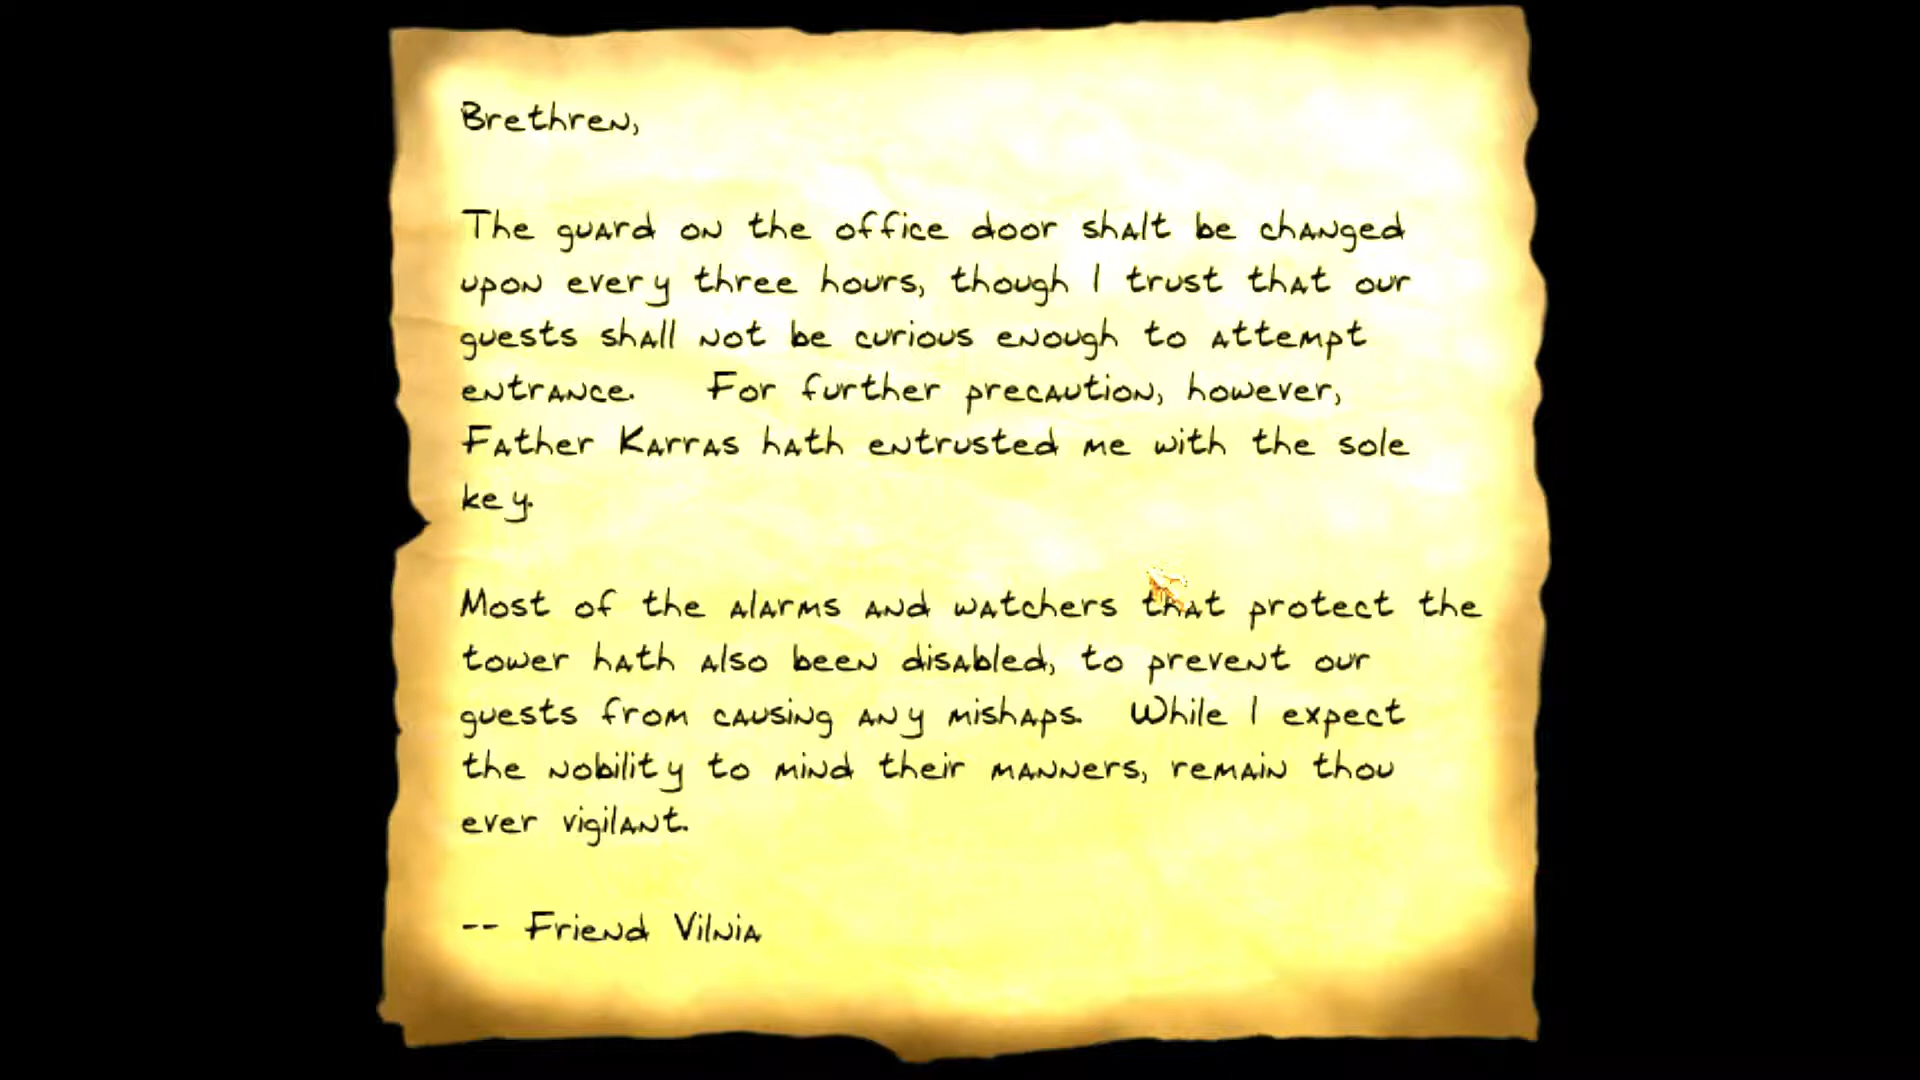 Brethren,
The guard on the office door shalt be changed
upon every three hours, though I trust that our
guests shall not be curious enough to attempt
entrance. For further precaution, however,
Father Karras hath entrusted me with the sole
key.
Most of the alarms and watchers that protect the
tower hath also been disabled, to prevent our
guests from causing any mishaps. While I expect
the nobility to mind their manners, remain thou
ever vigilant.
-- Friend Vilnia